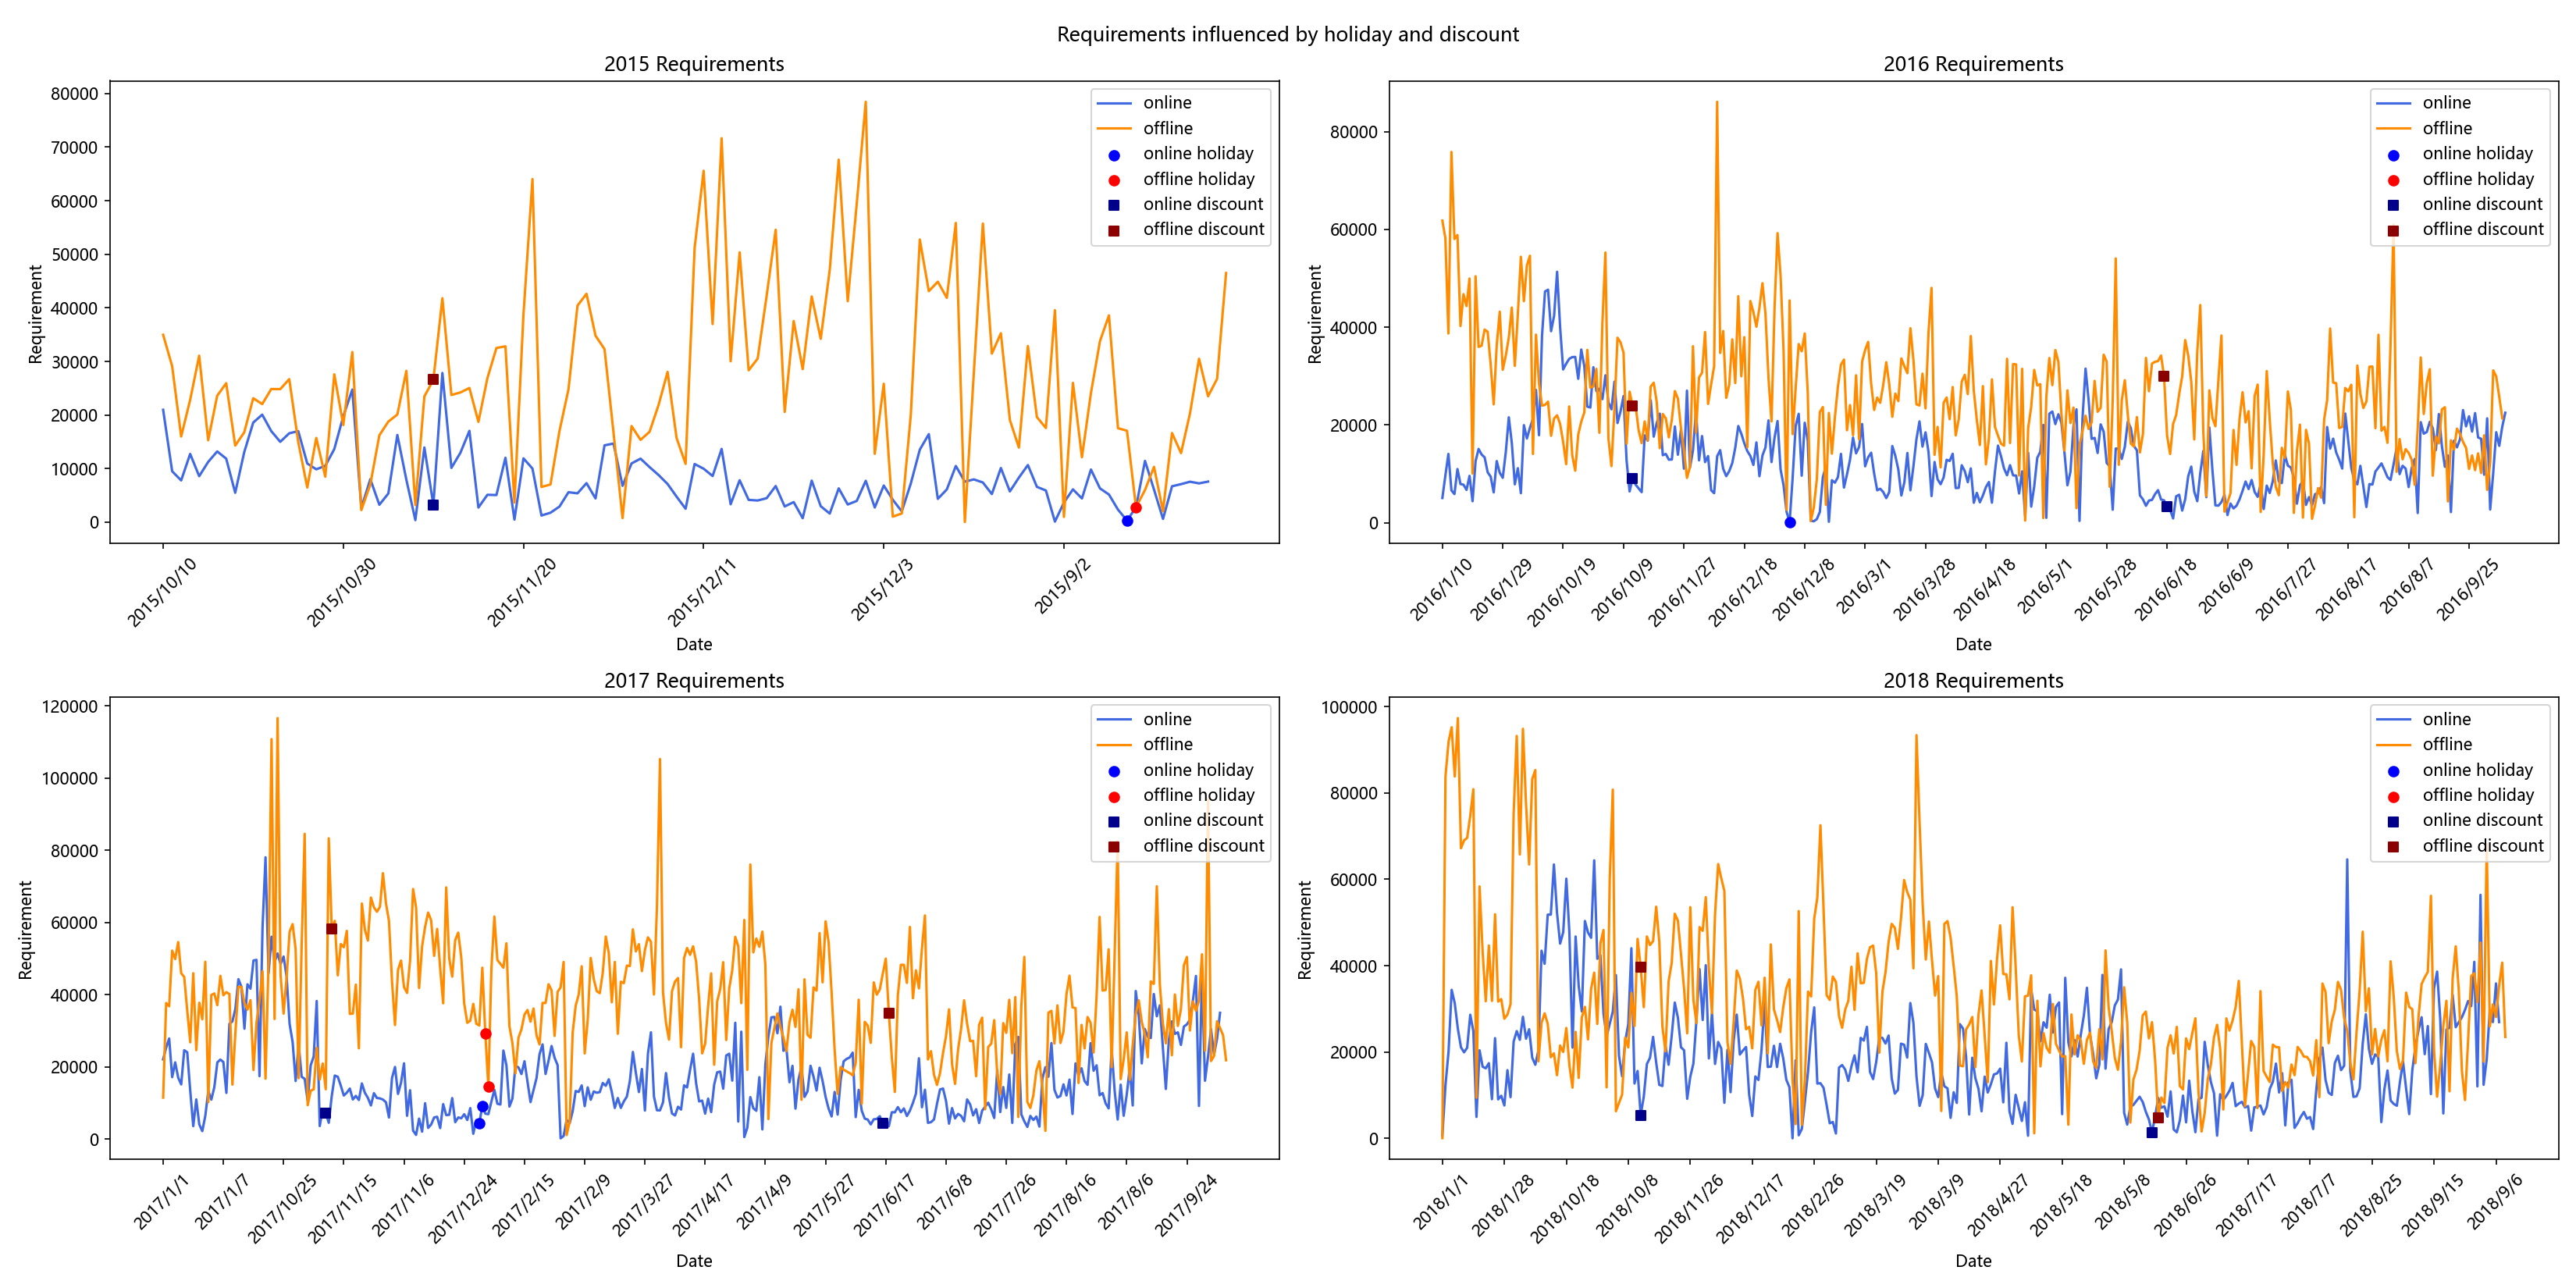 Requirements influenced by holiday and discount
2015 Requirements
80000
70000
60000
50000
40000
30000
20000
10000
0
Requirement
online
offline
online holiday
offline holiday
online discount
offline discount
2015/10/10
2015/10/30
2015/11/20
2015/12/11
2015/12/3
2015/9/2
Date
2016 Requirements
80000
60000
40000
20000
0
Requirement
online
offline
online holiday
offline holiday
online discount
offline discount
2016/1/10
2016/1/29
2016/10/19
2016/10/9
2016/11/27
2016/12/18
2016/12/8
2016/3/1
2016/3/28
2016/4/18
2016/5/1
2016/5/28
2016/6/18
2016/6/9
2016/7/27
2016/8/17
2016/8/7
2016/9/25
Date
2017 Requirements
120000
100000
80000
60000
40000
20000
0
Requirement
online
offline
online holiday
offline holiday
online discount
offline discount
2017/1/1
2017/1/7
2017/10/25
2017/11/15
2017/11/6
2017/12/24
2017/2/15
2017/2/9
2017/3/27
2017/4/17
2017/4/9
2017/5/27
2017/6/17
2017/6/8
2017/7/26
2017/8/16
2017/8/6
2017/9/24
Date
2018 Requirements
100000
80000
60000
40000
20000
0
Requirement
online
offline
online holiday
offline holiday
online discount
offline discount
2018/1/1
2018/1/28
2018/10/18
2018/10/8
2018/11/26
2018/12/17
2018/2/26
2018/3/19
2018/3/9
2018/4/27
2018/5/18
2018/5/8
2018/6/26
2018/7/17
2018/7/7
2018/8/25
2018/9/15
2018/9/6
Date